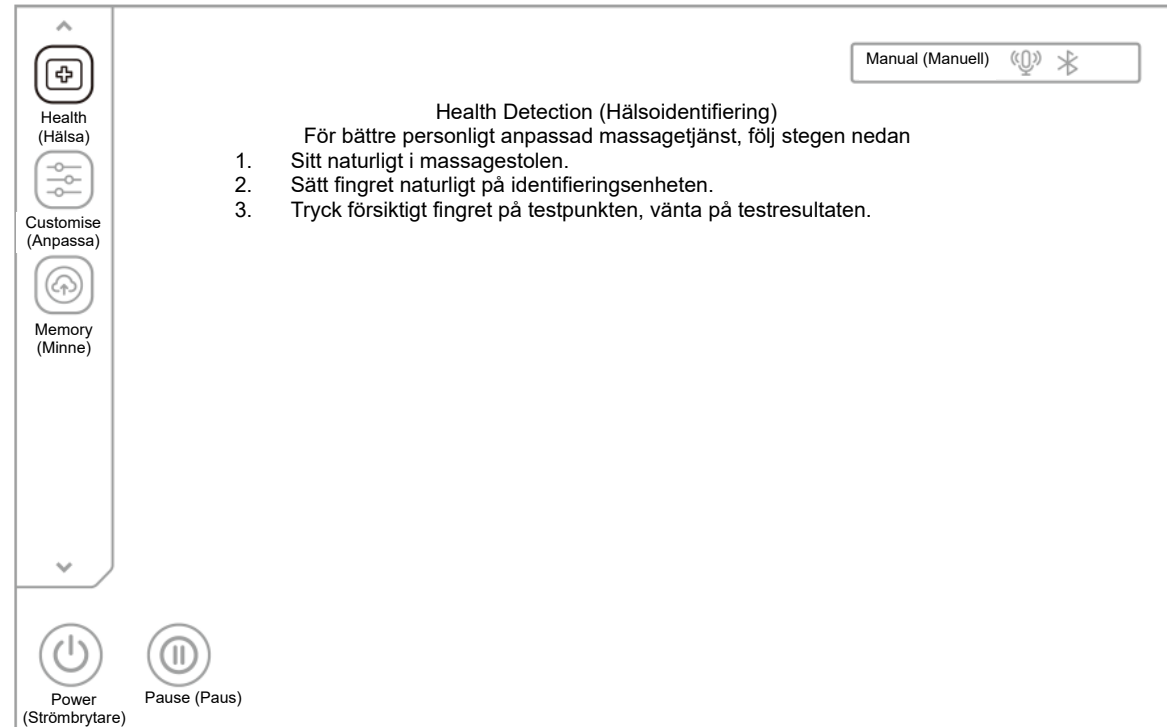 Manual (Manuell)
Health
(Hälsa)
Health Detection (Hälsoidentifiering)
För bättre personligt anpassad massagetjänst, följ stegen nedan
1. Sitt naturligt i massagestolen.
2. Sätt fingret naturligt på identifieringsenheten.
3. Tryck försiktigt fingret på testpunkten, vänta på testresultaten.
Customise
(Anpassa)
Memory
(Minne)
Power
(Strömbrytare)
Pause (Paus)